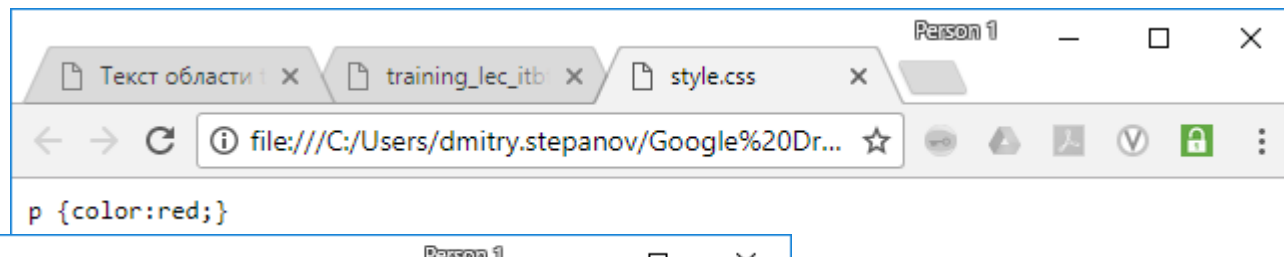 Person 1
Текст области
training_lec_itb
style.css
file:///C:/Users/dmitry.stepanov/Google%20Dr...
p {color:red;}
Person 1